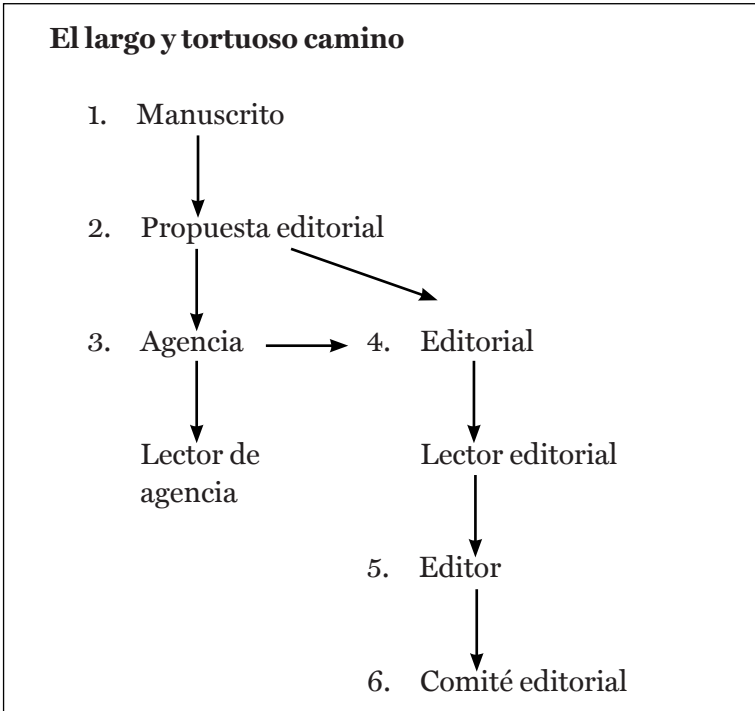 El largo y tortuoso camino
1. Manuscrito
2. Propuesta editorial
3. Agencia
4. Editorial
Lector de
agencia
Lector editorial
5. Editor
6. Comité editorial